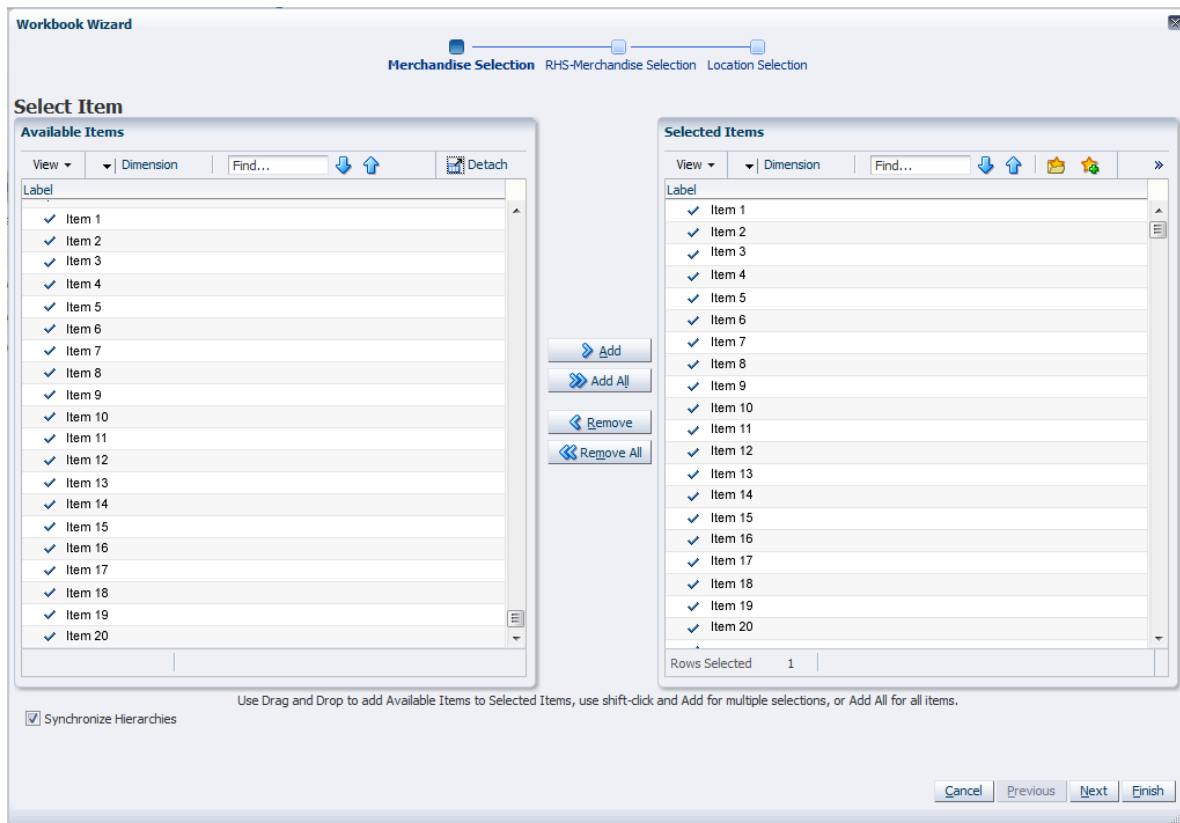 Workbook Wizard
Merchandise Selection RHS-Merchandise Selection Location Selection
Select Item
Available Items
View Dimension Find... Detach
Label
Item 1
Item 2
Item 3
Item 4
Item 5
Item 6
Item 7
Item 8
Item 9
Item 10
Item 11
Item 12
Item 13
Item 14
Item 15
Item 16
Item 17
Item 18
Item 19
Item 20
Add
Add All
Remove
Remove All
Selected Items
View Dimension Find... »
Label
Item 1
Item 2
Item 3
Item 4
Item 5
Item 6
Item 7
Item 8
Item 9
Item 10
Item 11
Item 12
Item 13
Item 14
Item 15
Item 16
Item 17
Item 18
Item 19
Item 20
Rows Selected 1
Use Drag and Drop to add Available Items to Selected Items, use shift-click and Add for multiple selections, or Add All for all items.
Synchronize Hierarchies
Cancel Previous Next Finish